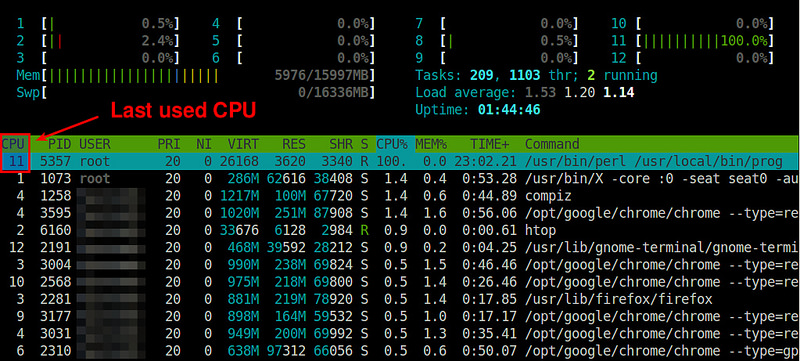 1 [| 0.5%] 4 [ 0.0%] 7 [ 0.0%] 10 [ 0.0%]
2 [|| 2.4%] 5 [ 0.0%] 8 [| 0.5%] 11 [||||||||||100.0%]
3 [ 0.0%] 6 [ 0.0%] 9 [ 0.0%] 12 [ 0.0%]
Mem[|||||||||||||||||||||| 5976/15997MB] Tasks: 209, 1103 thr; 2 running
Swp[ 0/16336MB] Load average: 1.53 1.20 1.14
Uptime: 01:44:46
Last used CPU
CPU PID USER PRI NI VIRT RES SHR S CPU% MEM% TIME+ Command
11 5357 root 20 0 26168 3620 3340 R 100. 0.0 23:02.21 /usr/bin/perl /usr/local/bin/prog
1 1073 root 20 0 286M 62616 38408 S 1.4 0.4 0:53.28 /usr/bin/X -core :0 -seat seat0 -au
4 1258 20 0 1217M 100M 67720 S 1.4 0.6 0:44.89 compiz
4 3595 20 0 1020M 251M 87908 S 1.4 1.6 0:56.06 /opt/google/chrome/chrome --type=re
2 6160 20 0 33676 6128 2984 R 0.9 0.0 0:00.61 htop
12 2191 20 0 468M 39592 28212 S 0.9 0.2 0:04.25 /usr/lib/gnome-terminal/gnome-termi
3 3004 20 0 990M 238M 69824 S 0.5 1.5 0:46.46 /opt/google/chrome/chrome --type=re
10 2568 20 0 975M 218M 69800 S 0.5 1.4 0:26.46 /opt/google/chrome/chrome --type=re
3 2281 20 0 881M 219M 78920 S 0.5 1.4 0:17.85 /usr/lib/firefox/firefox
9 3177 20 0 898M 164M 59532 S 0.5 1.0 0:17.17 /opt/google/chrome/chrome --type=re
4 3031 20 0 949M 200M 69992 S 0.5 1.3 0:35.41 /opt/google/chrome/chrome --type=re
6 2310 20 0 638M 97312 66056 S 0.5 0.6 0:50.07 /opt/google/chrome/chrome --type=gp